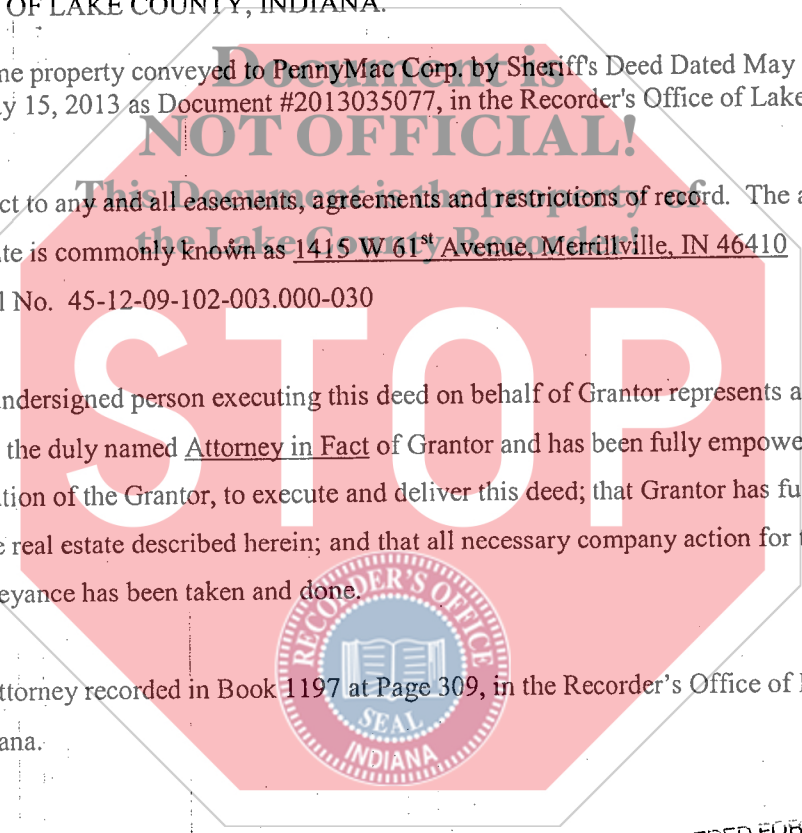 OF LAKE COUNTY, INDIANA.
Document is
ne property conveyed to PennyMac Corp. by Sheriff's Deed Dated May
y 15, 2013 as Document #2013035077, in the Recorder's Office of Lake
NOT OFFICIAL!
This Document is the property of
ct to any and all easements, agreements and restrictions of record. The a
the Lake County Recorder!
te is commonly known as 1415 W 61st Avenue, Merrillville, IN 46410
l No. 45-12-09-102-003.000-030
STOP
ndersigned person executing this deed on behalf of Grantor represents a
the duly named Attorney in Fact of Grantor and has been fully empowe
tion of the Grantor, to execute and deliver this deed; that Grantor has fu
e real estate described herein; and that all necessary company action for t
eyance has been taken and done.
RECORDER'S OFFICE
ttorney recorded in Book 1197 at Page 309, in the Recorder's Office of
SEAL
INDIANA
ana.